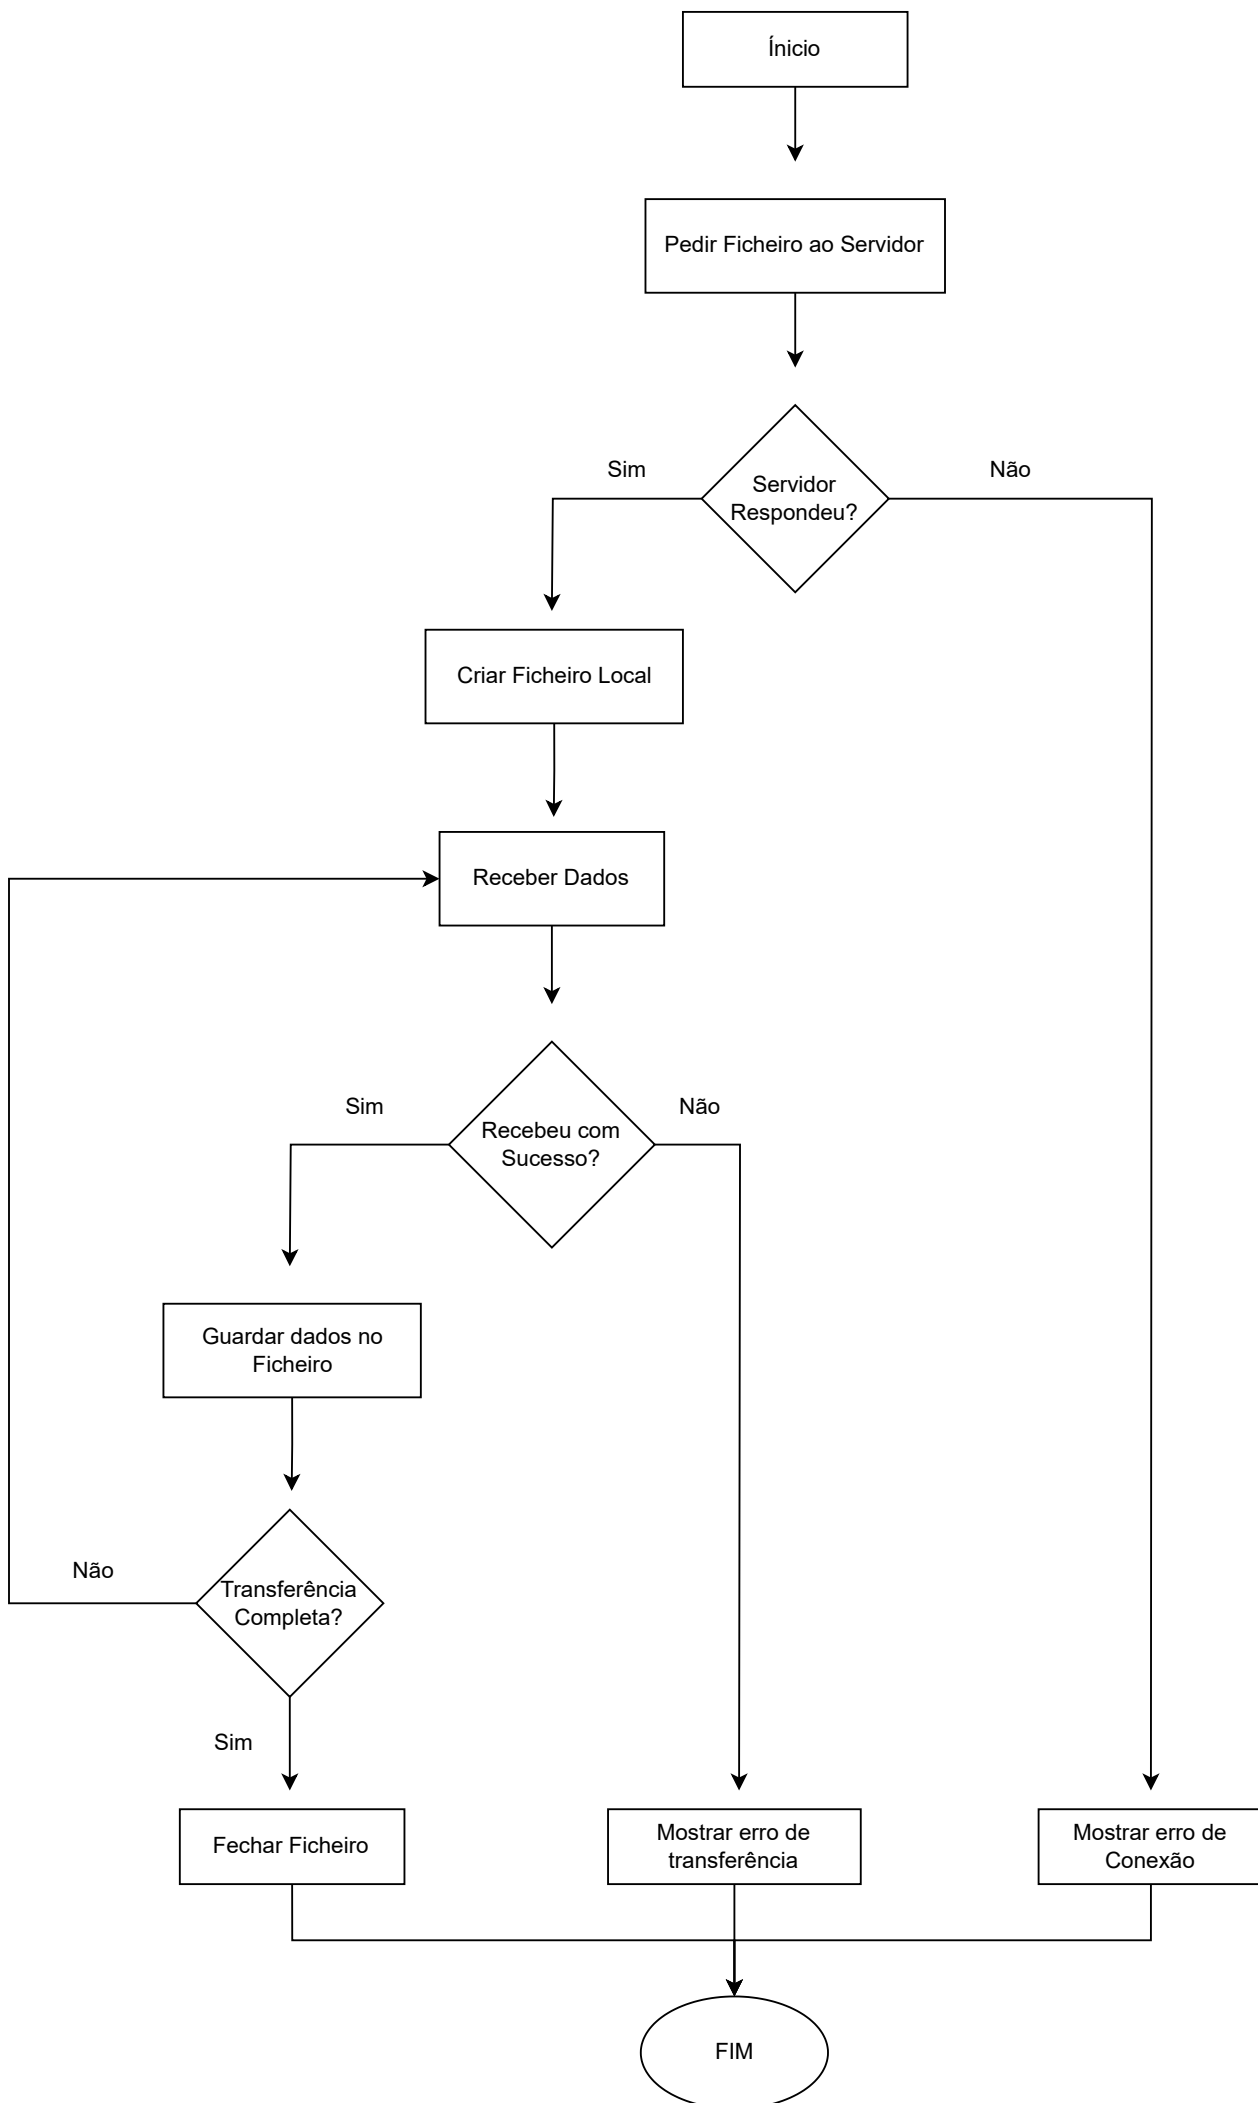 Ínicio
Pedir Ficheiro ao Servidor
Sim
Não
Servidor
Respondeu?
Criar Ficheiro Local
Receber Dados
Sim
Não
Recebeu com
Sucesso?
Guardar dados no
Ficheiro
Não
Transferência
Completa?
Sim
Fechar Ficheiro
Mostrar erro de
transferência
Mostrar erro de
Conexão
FIM